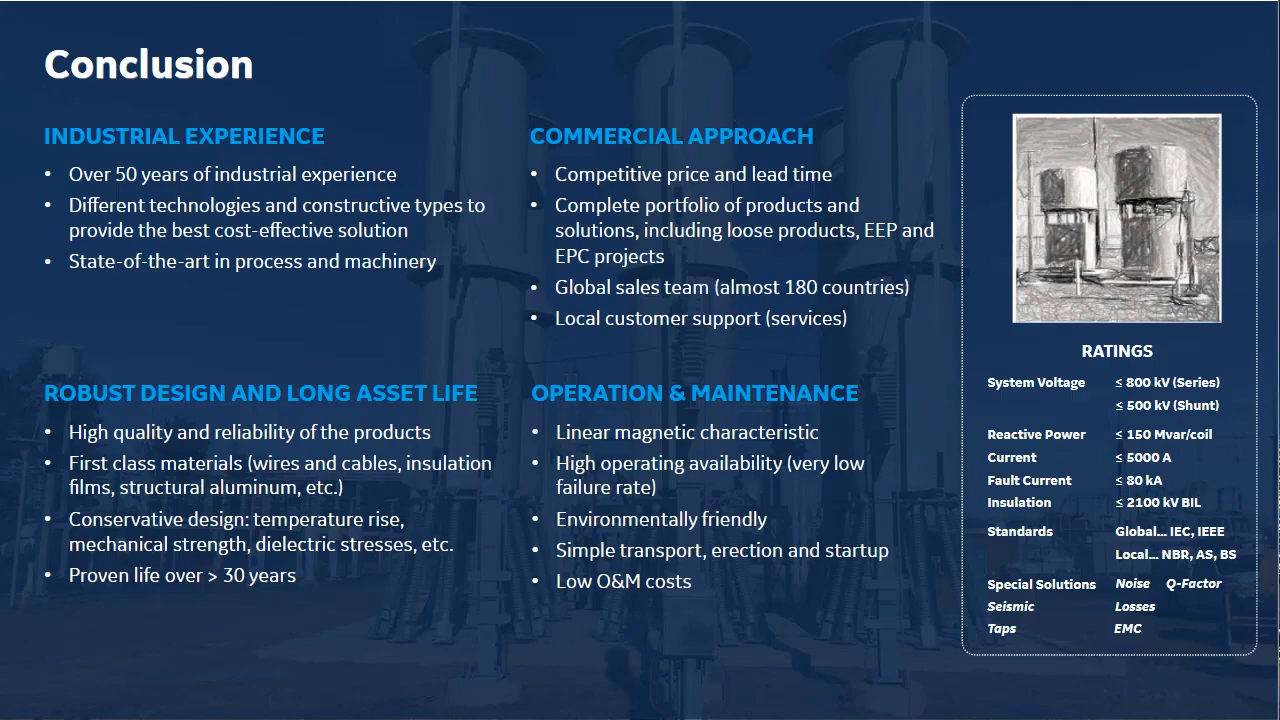 Conclusion
INDUSTRIAL EXPERIENCE
• Over 50 years of industrial experience
• Different technologies and constructive types to
provide the best cost-effective solution
• State-of-the-art in process and machinery
COMMERCIAL APPROACH
• Competitive price and lead time
• Complete portfolio of products and
solutions, including loose products, EEP and
EPC projects
• Global sales team (almost 180 countries)
• Local customer support (services)
ROBUST DESIGN AND LONG ASSET LIFE
• High quality and reliability of the products
• First class materials (wires and cables, insulation
films, structural aluminum, etc.)
• Conservative design: temperature rise,
mechanical strength, dielectric stresses, etc.
• Proven life over > 30 years
OPERATION & MAINTENANCE
• Linear magnetic characteristic
• High operating availability (very low
failure rate)
• Environmentally friendly
• Simple transport, erection and startup
• Low O&M costs
RATINGS
System Voltage ≤ 800 kV (Series)
≤ 500 kV (Shunt)
Reactive Power ≤ 150 Mvar/coil
Current ≤ 5000 A
Fault Current ≤ 80 kA
Insulation ≤ 2100 kV BIL
Standards Global... IEC, IEEE
Local... NBR, AS, BS
Special Solutions Noise Q-Factor
Seismic Losses
Taps EMC